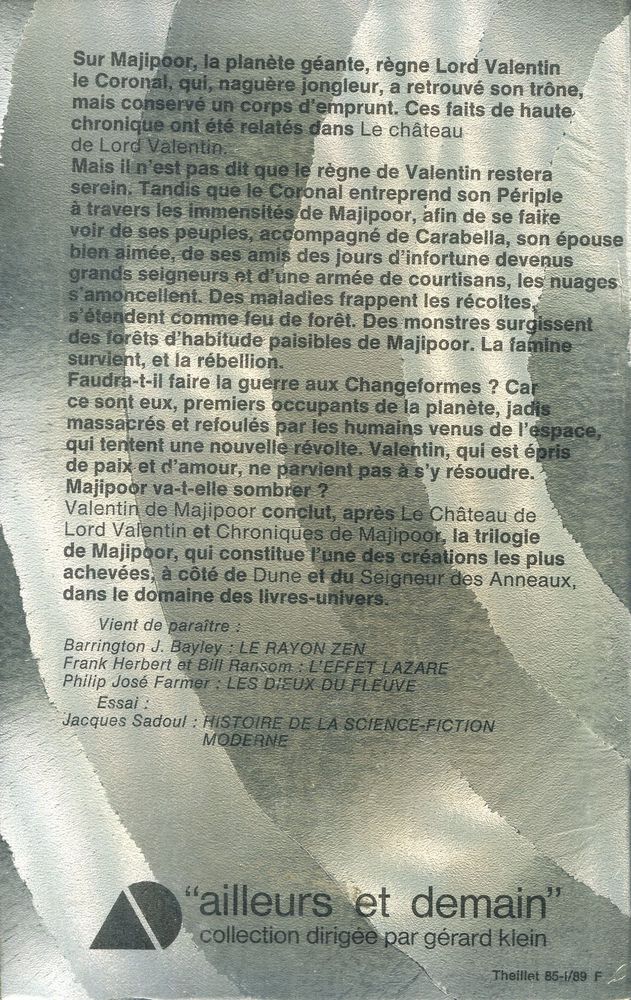 Sur Majipoor, la planète géante, règne Lord Valentin
le Coronal, qui, naguère jongleur, a retrouvé son trône,
mais conservé un corps d'emprunt. Ces faits de haute
chronique ont été relatés dans Le château
de Lord Valentin.
Mais il n'est pas dit que le règne de Valentin restera
serein. Tandis que le Coronal entreprend son Périple
à travers les immensités de Majipoor, afin de se faire
voir de ses peuples, accompagné de Carabella, son épouse
bien aimée, de ses amis des jours d'infortune devenus
grands seigneurs et d'une armée de courtisans, les nuages
s'amoncellent. Des maladies frappent les récoltes,
s'étendent comme feu de forêt. Des monstres surgissent
des forêts d'habitude paisibles de Majipoor. La famine
survient, et la rébellion.
Faudra-t-il faire la guerre aux Changeformes ? Car
ce sont eux, premiers occupants de la planète, jadis
massacrés et refoulés par les humains venus de l'espace,
qui tentent une nouvelle révolte. Valentin, qui est épris
de paix et d'amour, ne parvient pas à s'y résoudre.
Majipoor va-t-elle sombrer ?
Valentin de Majipoor conclut, après Le Château de
Lord Valentin et Chroniques de Majipoor, la trilogie
de Majipoor, qui constitue l'une des créations les plus
achevées, à côté de Dune et du Seigneur des Anneaux,
dans le domaine des livres-univers.
Vient de paraître :
Barrington J. Bayley : LE RAYON ZEN
Frank Herbert et Bill Ransom : L'EFFET LAZARE
Philip José Farmer : LES DIEUX DU FLEUVE
Essai :
Jacques Sadoul : HISTOIRE DE LA SCIENCE-FICTION
MODERNE
"ailleurs et demain"
collection dirigée par gérard klein
Theillet 85-I/89 F